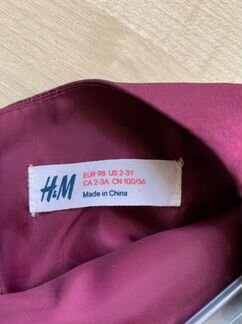 H&M
EUR 98 US 2-3Y
CA 2-3A CN 100/56
Made in China